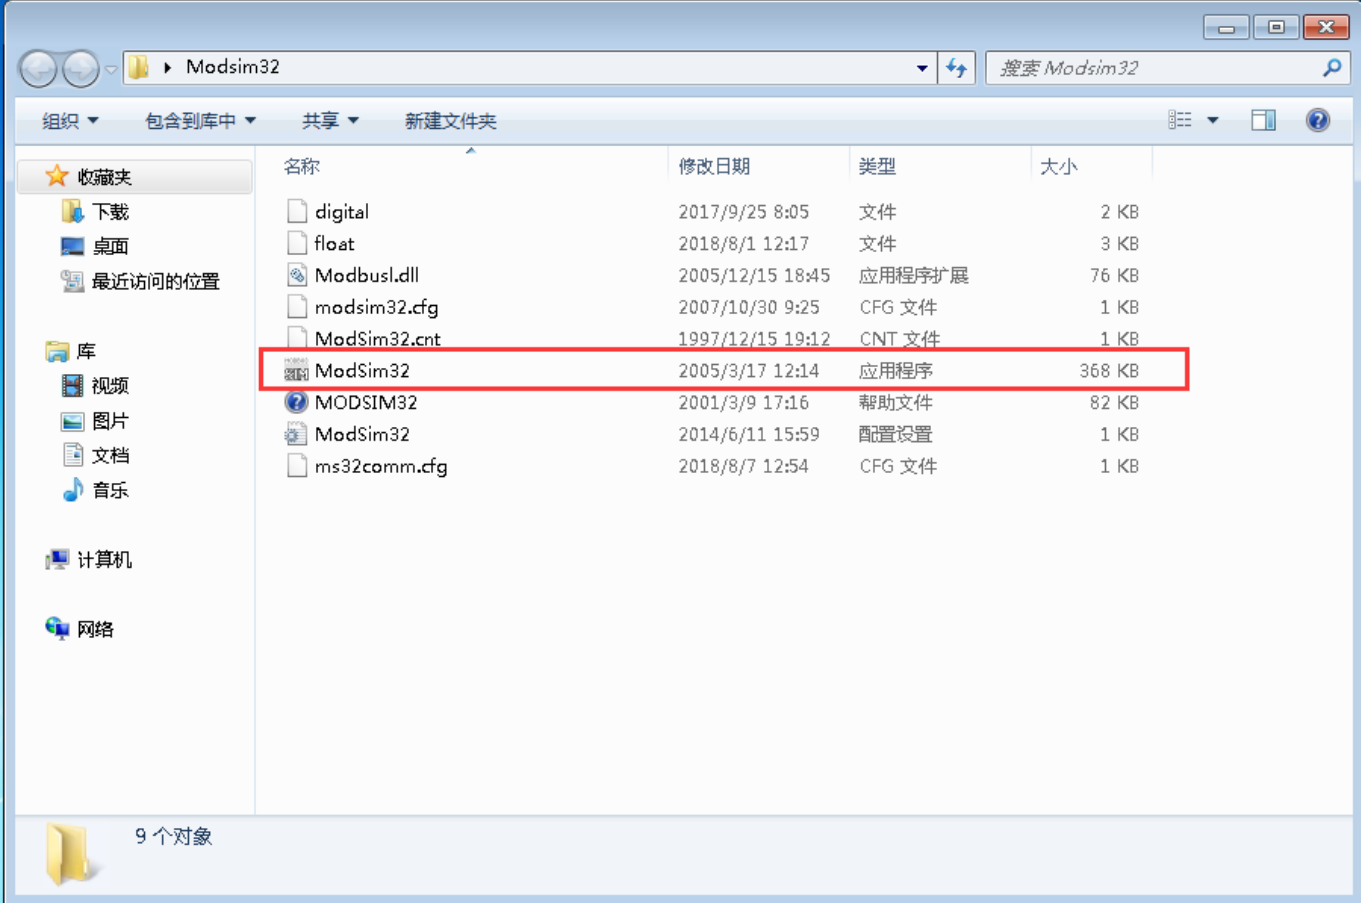 Modsim32
搜索 Modsim32
组织 包含到库中 共享 新建文件夹
收藏夹
下载
桌面
最近访问的位置
库
视频
图片
文档
音乐
计算机
网络
名称 修改日期 类型 大小
digital 2017/9/25 8:05 文件 2 KB
float 2018/8/1 12:17 文件 3 KB
Modbusl.dll 2005/12/15 18:45 应用程序扩展 76 KB
modsim32.cfg 2007/10/30 9:25 CFG 文件 1 KB
ModSim32.cnt 1997/12/15 19:12 CNT 文件 1 KB
ModSim32 2005/3/17 12:14 应用程序 368 KB
MODSIM32 2001/3/9 17:16 帮助文件 82 KB
ModSim32 2014/6/11 15:59 配置设置 1 KB
ms32comm.cfg 2018/8/7 12:54 CFG 文件 1 KB
9 个对象